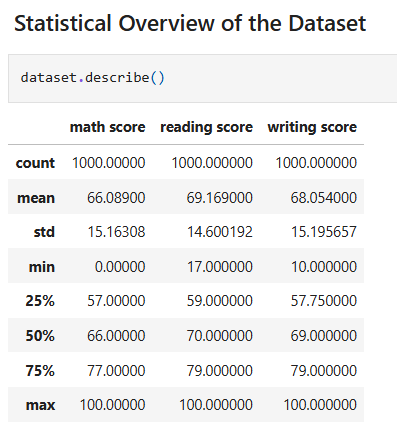 Statistical Overview of the Dataset
dataset.describe()
math score reading score writing score
count 1000.00000 1000.000000 1000.000000
mean 66.08900 69.169000 68.054000
std 15.16308 14.600192 15.195657
min 0.00000 17.000000 10.000000
25% 57.00000 59.000000 57.750000
50% 66.00000 70.000000 69.000000
75% 77.00000 79.000000 79.000000
max 100.00000 100.000000 100.000000